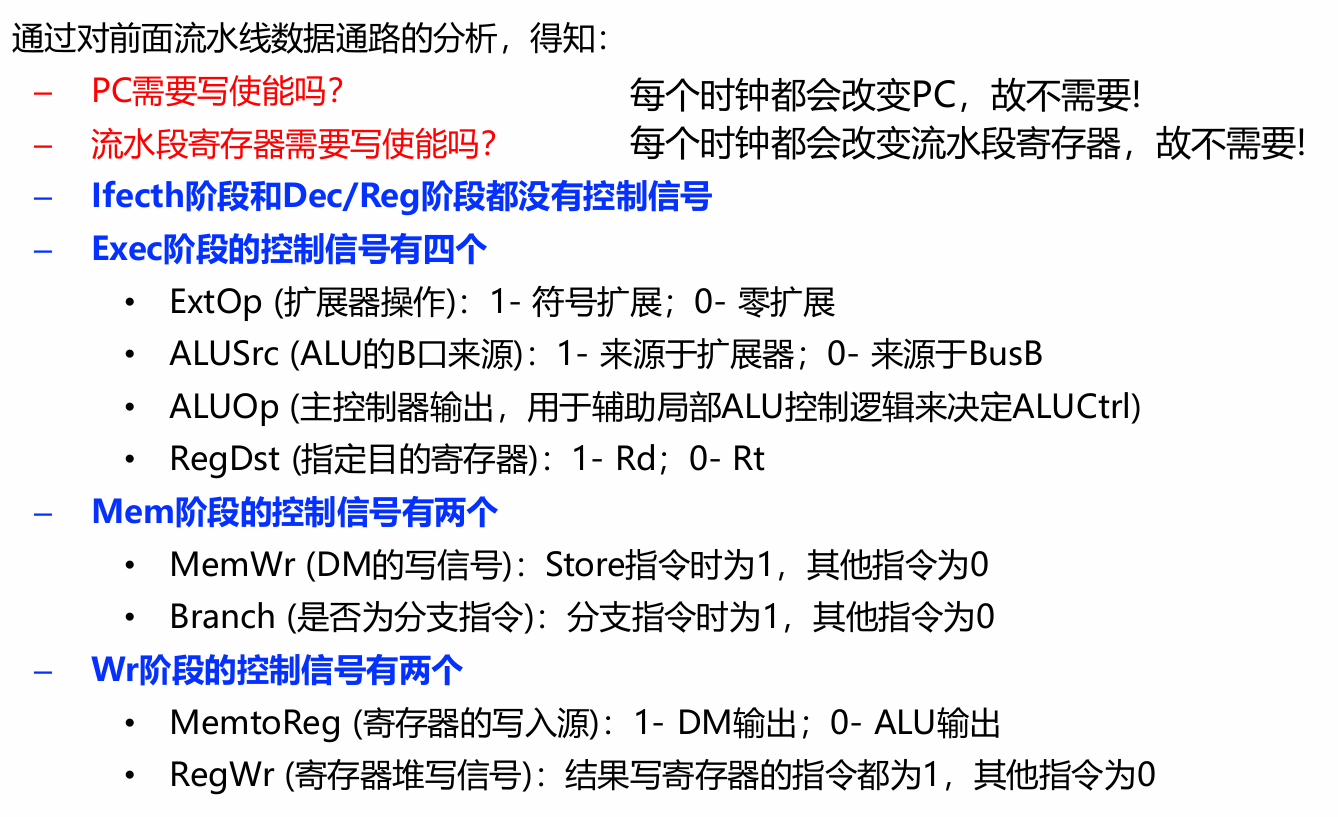 通过对前面流水线数据通路的分析，得知：
– PC需要写使能吗？ 每个时钟都会改变PC，故不需要!
– 流水段寄存器需要写使能吗？ 每个时钟都会改变流水段寄存器，故不需要!
– Ifecth阶段和Dec/Reg阶段都没有控制信号
– Exec阶段的控制信号有四个
• ExtOp (扩展器操作)：1- 符号扩展；0- 零扩展
• ALUSrc (ALU的B口来源)：1- 来源于扩展器；0- 来源于BusB
• ALUOp (主控制器输出，用于辅助局部ALU控制逻辑来决定ALUCtrl)
• RegDst (指定目的寄存器)：1- Rd；0- Rt
– Mem阶段的控制信号有两个
• MemWr (DM的写信号)：Store指令时为1，其他指令为0
• Branch (是否为分支指令)：分支指令时为1，其他指令为0
– Wr阶段的控制信号有两个
• MemtoReg (寄存器的写入源)：1- DM输出；0- ALU输出
• RegWr (寄存器堆写信号)：结果写寄存器的指令都为1，其他指令为0